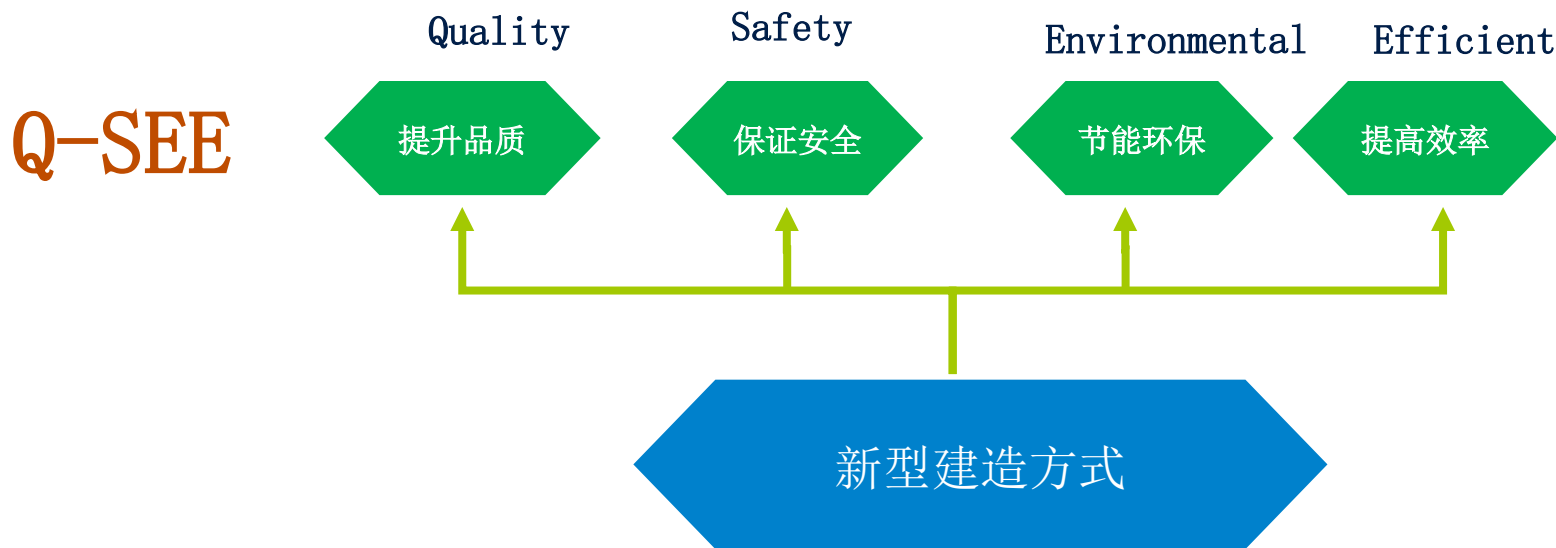 Quality
Safety
Environmental
Efficient
Q-SEE
提升品质
保证安全
节能环保
提高效率
新型建造方式